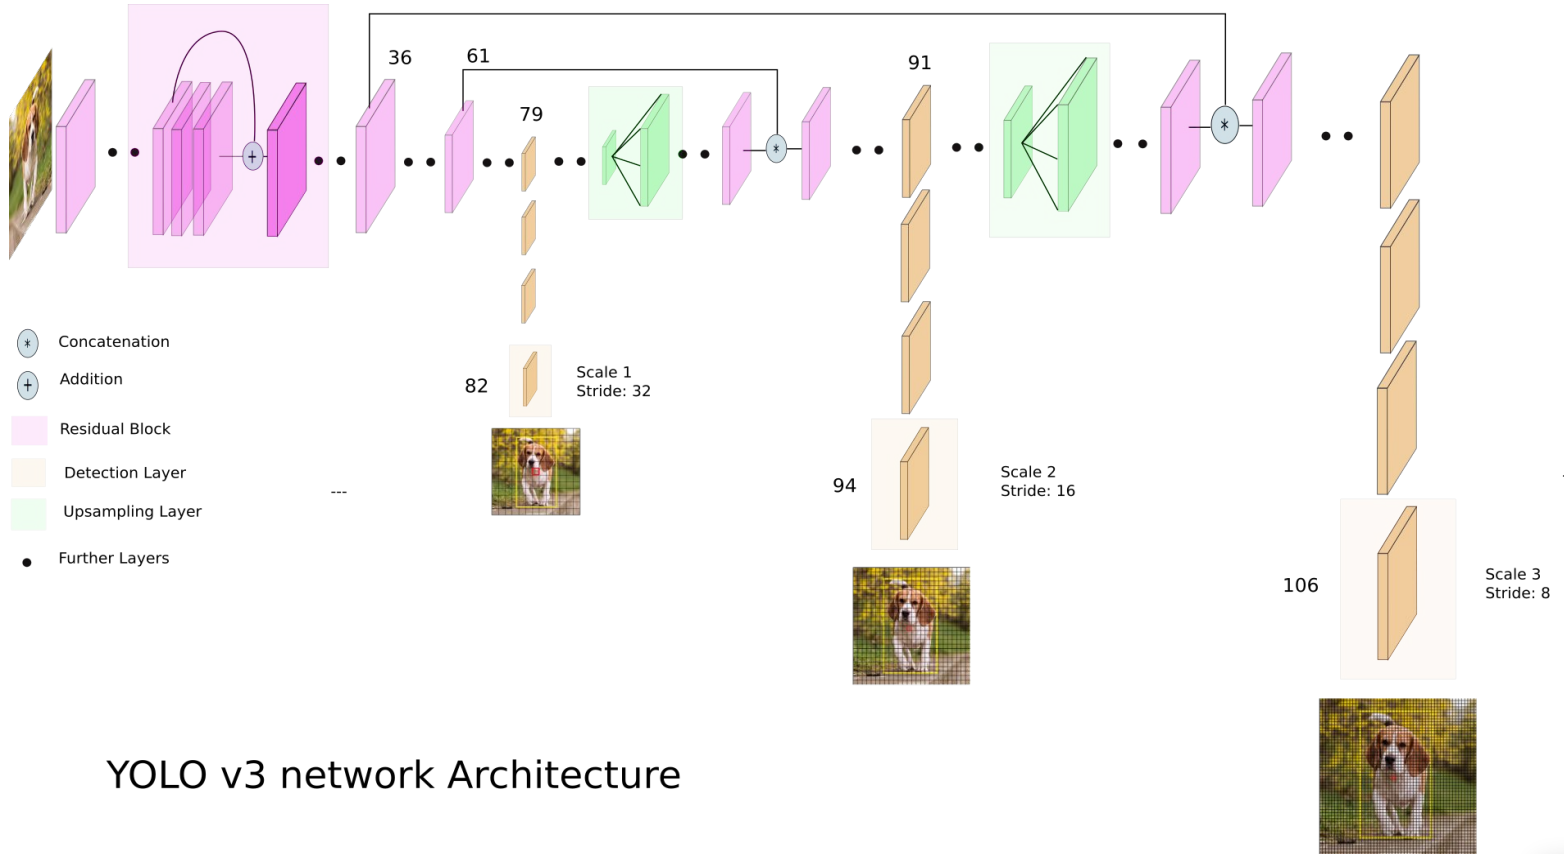 36
61
91
79
Concatenation
Addition
Residual Block
Detection Layer
Upsampling Layer
Further Layers
---
82
Scale 1
Stride: 32
94
Scale 2
Stride: 16
106
Scale 3
Stride: 8
YOLO v3 network Architecture